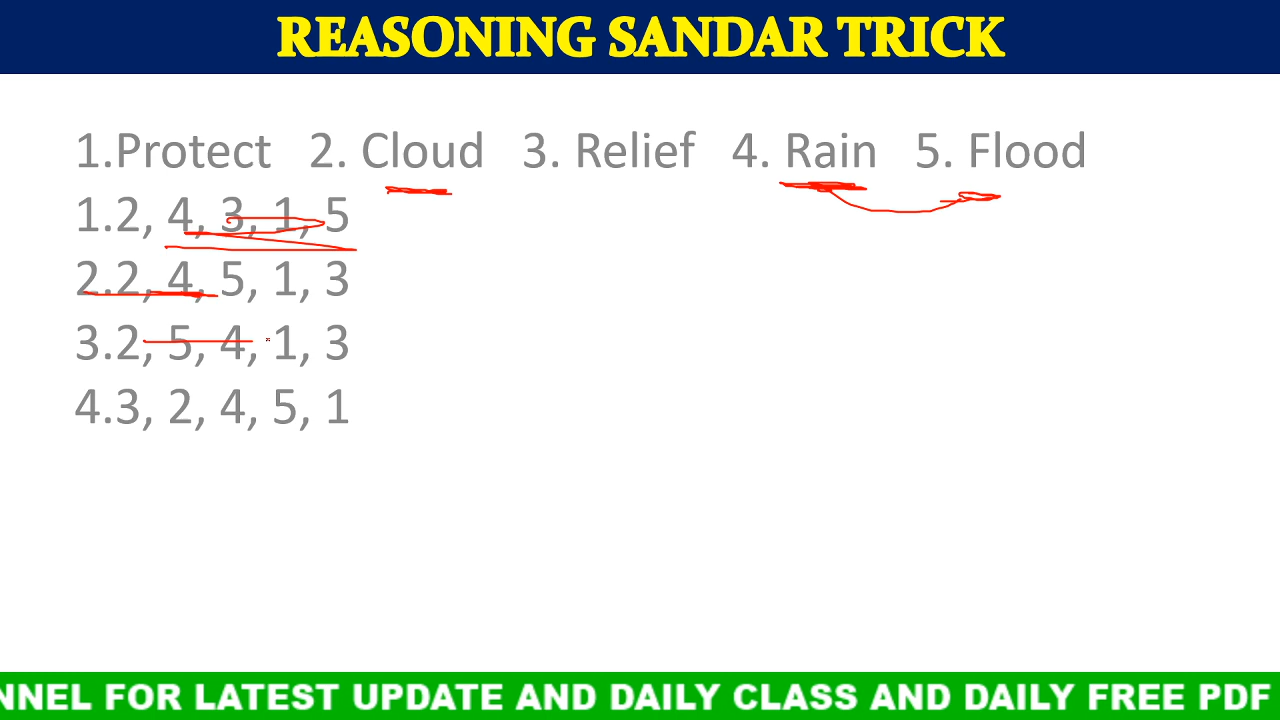 REASONING SANDAR TRICK
1.Protect 2. Cloud 3. Relief 4. Rain 5. Flood
1.2, 4, 3, 1, 5
2.2, 4, 5, 1, 3
3.2, 5, 4, 1, 3
4.3, 2, 4, 5, 1
NNEL FOR LATEST UPDATE AND DAILY CLASS AND DAILY FREE PDF